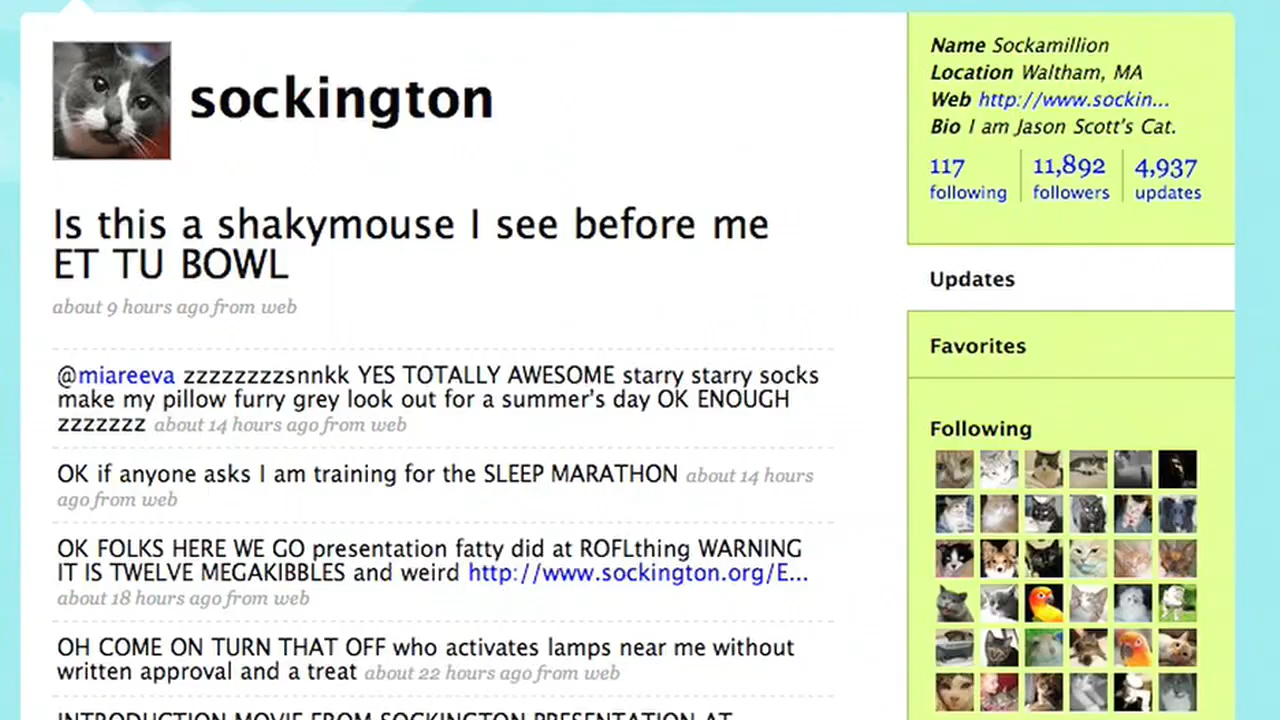 sockington
Is this a shakymouse I see before me
ET TU BOWL
about 9 hours ago from web
@miareeva zzzzzzzzsnnkk YES TOTALLY AWESOME starry starry socks
make my pillow furry grey look out for a summer's day OK ENOUGH
zzzzzzz about 14 hours ago from web
OK if anyone asks I am training for the SLEEP MARATHON about 14 hours
ago from web
OK FOLKS HERE WE GO presentation fatty did at ROFLthing WARNING
IT IS TWELVE MEGAKIBBLES and weird http://www.sockington.org/E...
about 18 hours ago from web
OH COME ON TURN THAT OFF who activates lamps near me without
written approval and a treat about 22 hours ago from web
INTRODUCTION MOVIE FROM SOCKINGTON PRESENTATION AT
Name Sockamillion
Location Waltham, MA
Web http://www.sockin...
Bio I am Jason Scott's Cat.
117 11,892 4,937
following followers updates
Updates
Favorites
Following